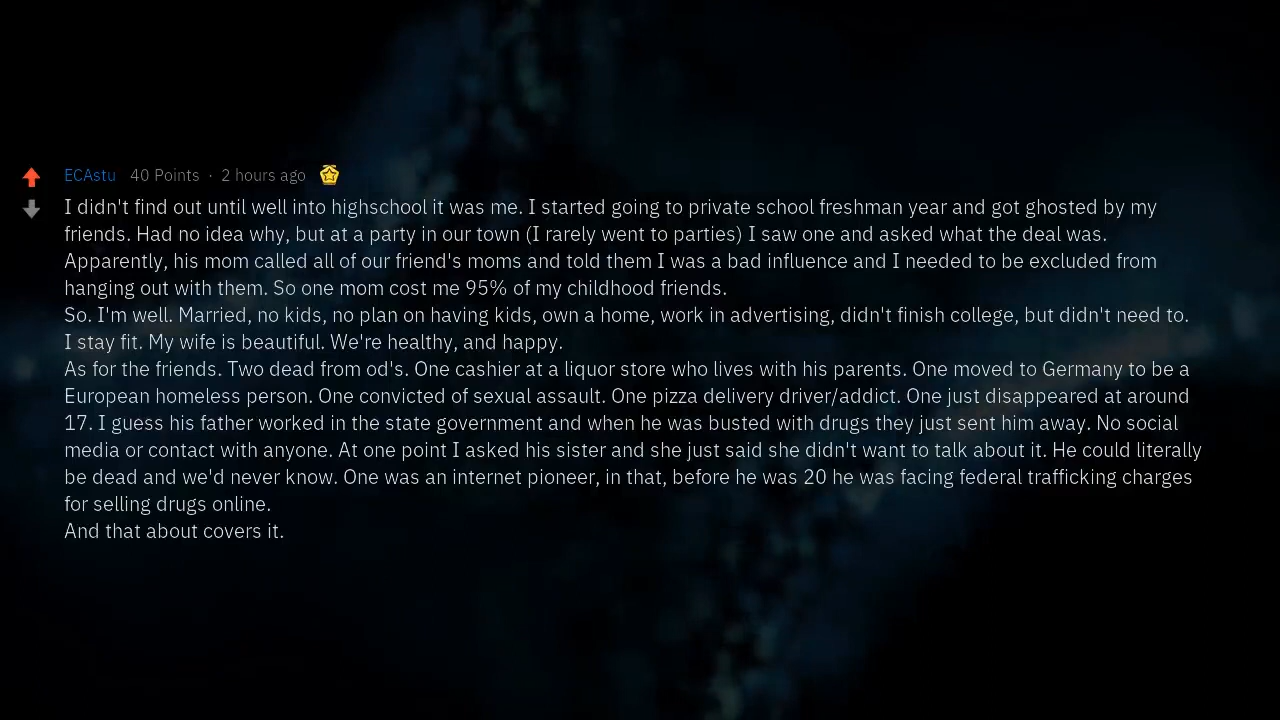 ECAstu 40 Points · 2 hours ago
I didn't find out until well into highschool it was me. I started going to private school freshman year and got ghosted by my
friends. Had no idea why, but at a party in our town (I rarely went to parties) I saw one and asked what the deal was.
Apparently, his mom called all of our friend's moms and told them I was a bad influence and I needed to be excluded from
hanging out with them. So one mom cost me 95% of my childhood friends.
So. I'm well. Married, no kids, no plan on having kids, own a home, work in advertising, didn't finish college, but didn't need to.
I stay fit. My wife is beautiful. We're healthy, and happy.
As for the friends. Two dead from od's. One cashier at a liquor store who lives with his parents. One moved to Germany to be a
European homeless person. One convicted of sexual assault. One pizza delivery driver/addict. One just disappeared at around
17. I guess his father worked in the state government and when he was busted with drugs they just sent him away. No social
media or contact with anyone. At one point I asked his sister and she just said she didn't want to talk about it. He could literally
be dead and we'd never know. One was an internet pioneer, in that, before he was 20 he was facing federal trafficking charges
for selling drugs online.
And that about covers it.